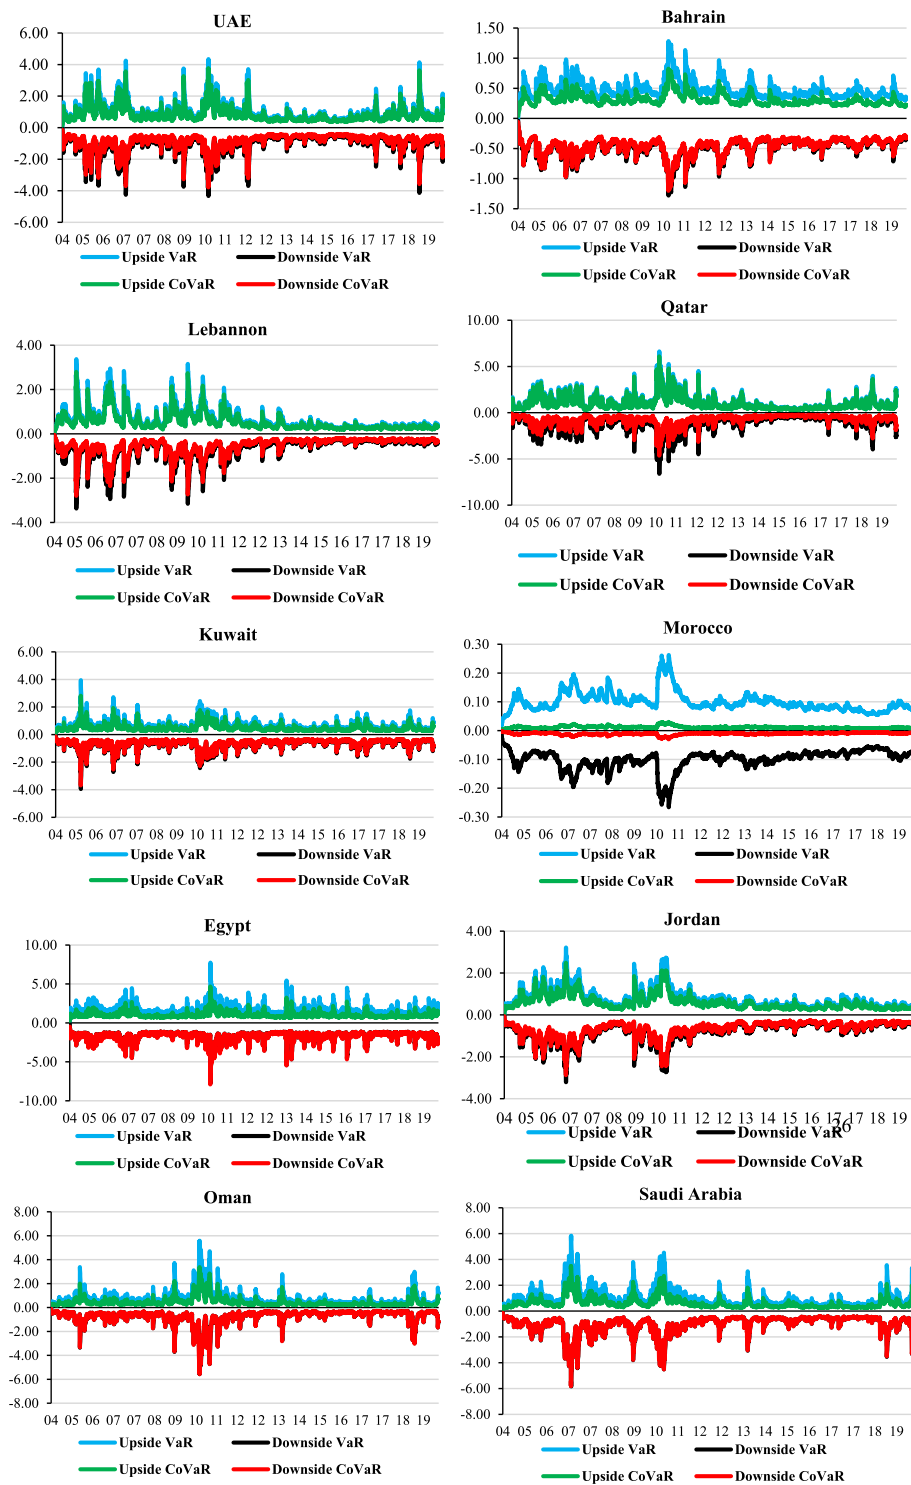 UAE
6.00
4.00
2.00
0.00
-2.00
-4.00
-6.00
04 05 06 07 07 08 09 10 11 12 12 13 14 15 16 17 17 18 19
Upside VaR Downside VaR
Upside CoVaR Downside CoVaR
Bahrain
1.50
1.00
0.50
0.00
-0.50
-1.00
-1.50
04 05 06 07 07 08 09 10 11 12 12 13 14 15 16 17 17 18 19
Upside VaR Downside VaR
Upside CoVaR Downside CoVaR
Lebannon
4.00
2.00
0.00
-2.00
-4.00
04 05 06 07 07 08 09 10 11 12 12 13 14 15 16 17 17 18 19
Upside VaR Downside VaR
Upside CoVaR Downside CoVaR
Qatar
10.00
5.00
0.00
-5.00
-10.00
04 05 06 07 07 08 09 10 11 12 12 13 14 15 16 17 17 18 19
Upside VaR Downside VaR
Upside CoVaR Downside CoVaR
Kuwait
6.00
4.00
2.00
0.00
-2.00
-4.00
-6.00
04 05 06 07 07 08 09 10 11 12 12 13 14 15 16 17 17 18 19
Upside VaR Downside VaR
Upside CoVaR Downside CoVaR
Morocco
0.30
0.20
0.10
0.00
-0.10
-0.20
-0.30
04 05 06 07 07 08 09 10 11 12 12 13 14 15 16 17 17 18 19
Upside VaR Downside VaR
Upside CoVaR Downside CoVaR
Egypt
10.00
5.00
0.00
-5.00
-10.00
04 05 06 07 07 08 09 10 11 12 12 13 14 15 16 17 17 18 19
Upside VaR Downside VaR
Upside CoVaR Downside CoVaR
Jordan
4.00
2.00
0.00
-2.00
-4.00
04 05 06 07 07 08 09 10 11 12 12 13 14 15 16 17 17 18 19
26
Upside VaR Downside VaR
Upside CoVaR Downside CoVaR
Oman
8.00
6.00
4.00
2.00
0.00
-2.00
-4.00
-6.00
-8.00
04 05 06 07 07 08 09 10 11 12 12 13 14 15 16 17 17 18 19
Upside VaR Downside VaR
Upside CoVaR Downside CoVaR
Saudi Arabia
8.00
6.00
4.00
2.00
0.00
-2.00
-4.00
-6.00
-8.00
04 05 06 07 07 08 09 10 11 12 12 13 14 15 16 17 17 18 19
Upside VaR Downside VaR
Upside CoVaR Downside CoVaR